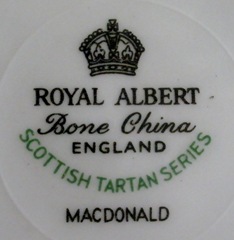 ROYAL ALBERT
Bone China
ENGLAND
SCOTTISH TARTAN SERIES
MACDONALD